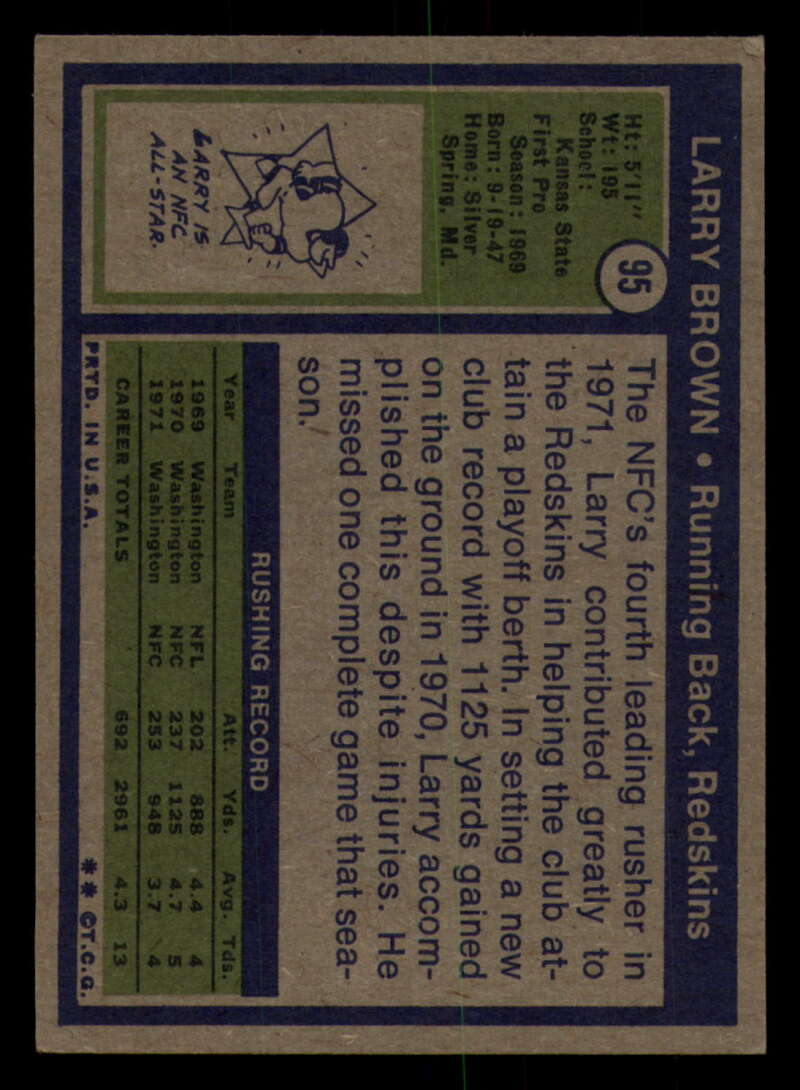 LARRY BROWN • Running Back, Redskins
95
Ht: 5'11"
Wt: 195
School:
Kansas State
First Pro
Season: 1969
Born: 9-19-47
Home: Silver
Spring, Md.
LARRY IS
AN NFC
ALL-STAR.
The NFC's fourth leading rusher in
1971, Larry contributed greatly to
the Redskins in helping the club at-
tain a playoff berth. In setting a new
club record with 1125 yards gained
on the ground in 1970, Larry accom-
plished this despite injuries. He
missed one complete game that sea-
son.
RUSHING RECORD
Year Team Att. Yds. Avg. Tds.
1969 Washington NFL 202 888 4.4 4
1970 Washington NFC 237 1125 4.7 5
1971 Washington NFC 253 948 3.7 4
CAREER TOTALS 692 2961 4.3 13
PRTD. IN U.S.A. ** ©T.C.G.